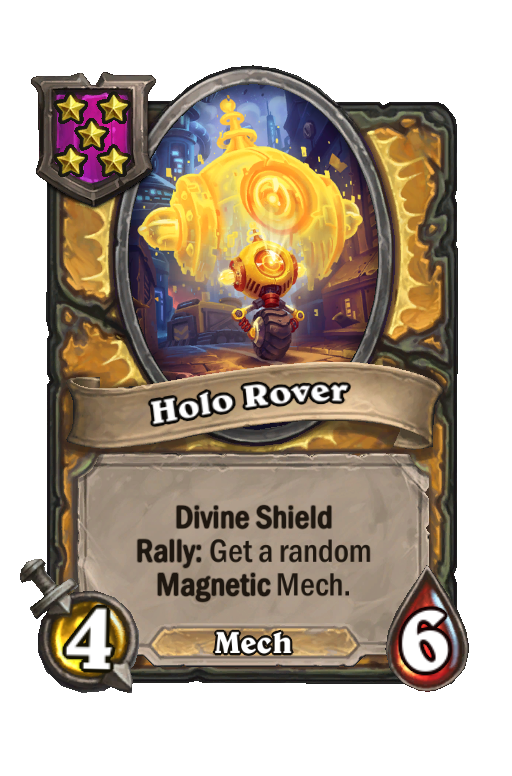 Holo Rover
Divine Shield
Rally: Get a random
Magnetic Mech.
4
Mech
6